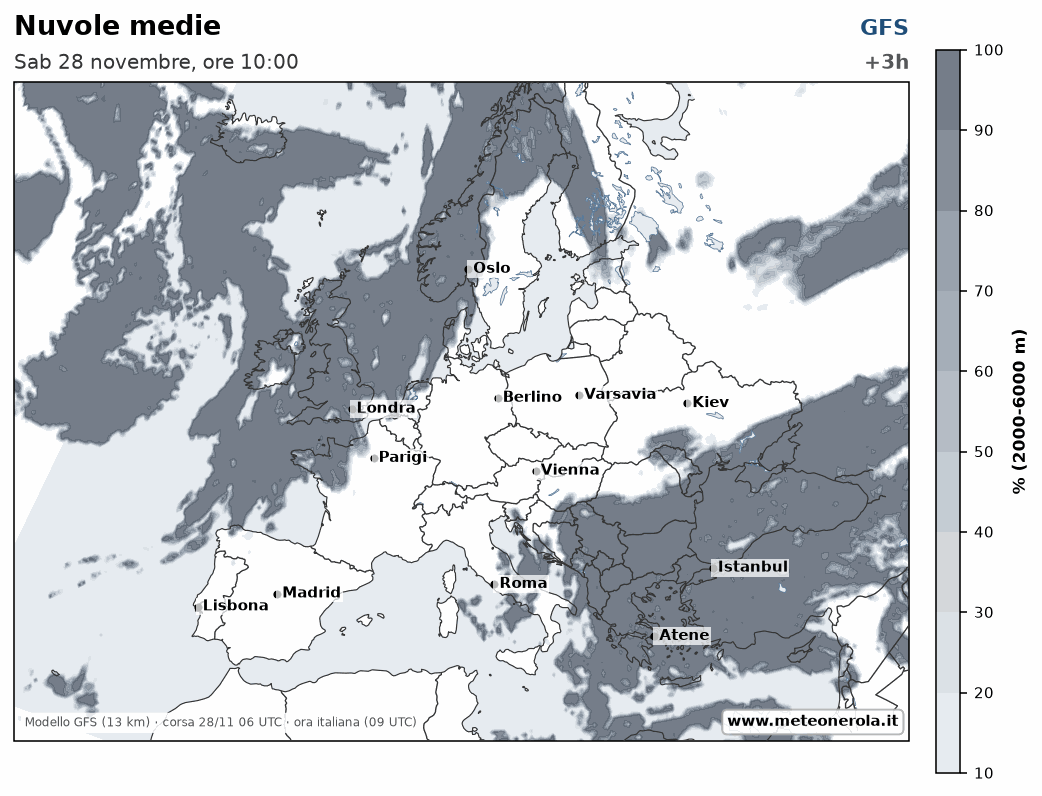 Nuvole medie
GFS
Sab 28 novembre, ore 10:00
+3h
100
90
80
70
60
50
40
30
20
10
% (2000-6000 m)
Oslo
Berlino
Varsavia
Kiev
Londra
Parigi
Vienna
Istanbul
Roma
Madrid
Lisbona
Atene
Modello GFS (13 km) · corsa 28/11 06 UTC · ora italiana (09 UTC)
www.meteonerola.it